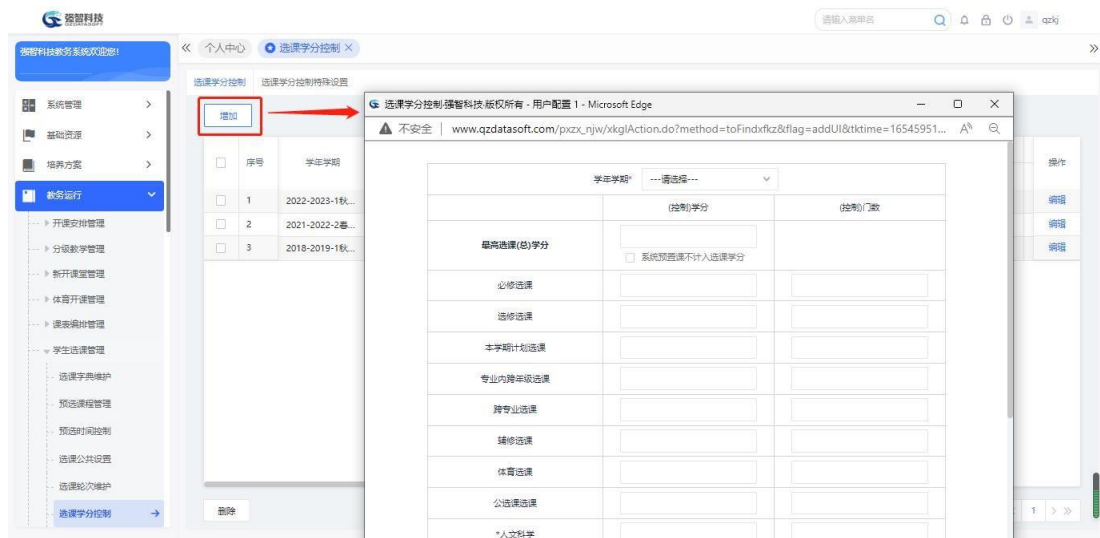 强智科技
QZDATASOFT
请输入菜单名
qzkj
强智科技教务系统欢迎您!
个人中心
选课学分控制
选课学分控制
选课学分控制特殊设置
系统管理
基础资源
培养方案
教务运行
开课安排管理
分级教学管理
新开课堂管理
体育开课管理
课表编排管理
学生选课管理
选课字典维护
预选课程管理
预选时间控制
选课公共设置
选课轮次维护
选课学分控制
增加
序号 学年学期 操作
1 2022-2023-1秋... 编辑
2 2021-2022-2春... 编辑
3 2018-2019-1秋... 编辑
删除
1
选课学分控制-强智科技-版权所有 - 用户配置 1 - Microsoft Edge
不安全 www.qzdatasoft.com/pxzx_njw/xkglAction.do?method=toFindxfkz&flag=addUI&tktime=16545951...
学年学期* ---请选择---
(控制)学分 (控制)门数
最高选课(总)学分
系统预置课不计入选课学分
必修选课
选修选课
本学期计划选课
专业内跨年级选课
跨专业选课
辅修选课
体育选课
公选课选课
*人文科学